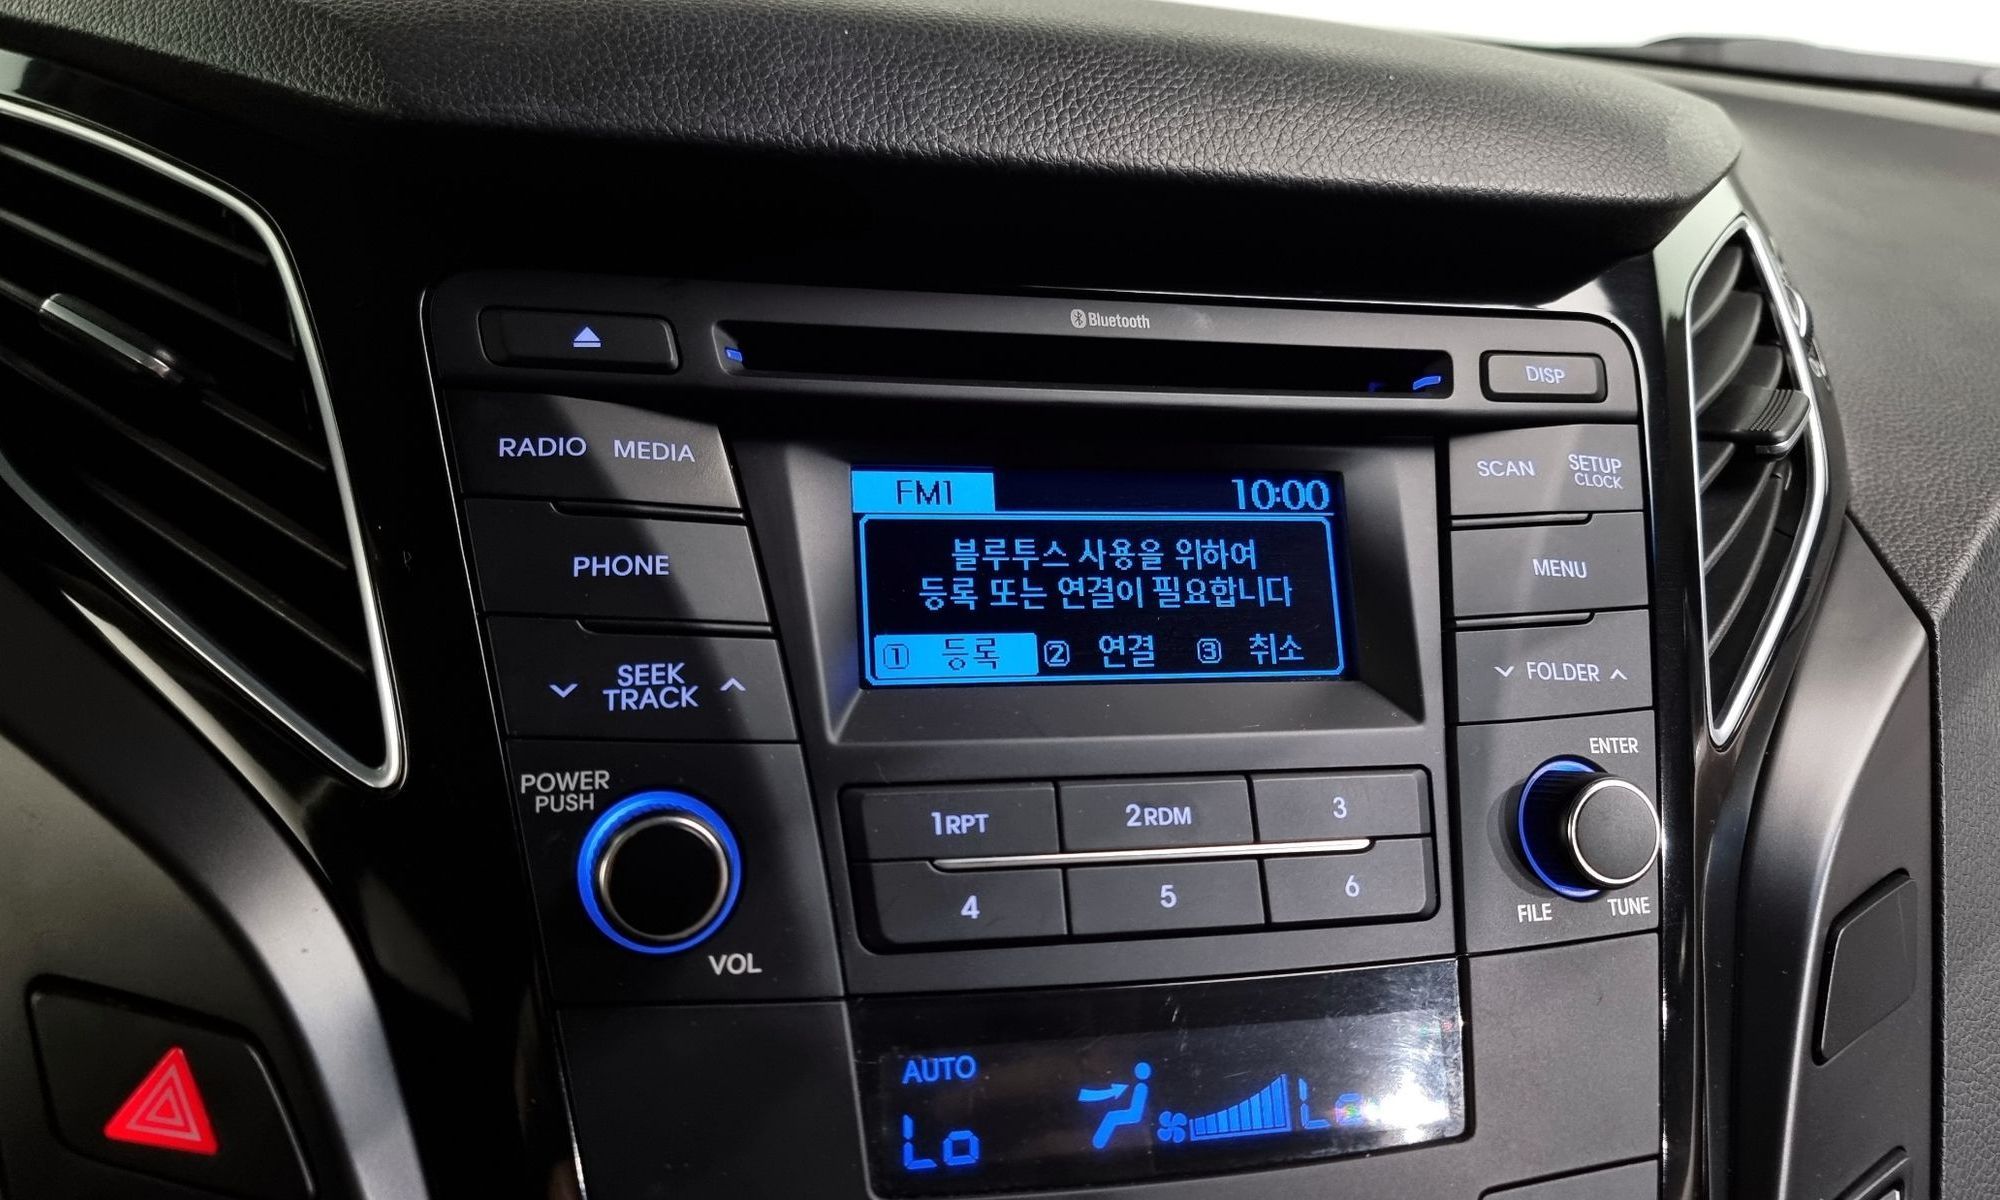 Bluetooth
DISP
RADIO MEDIA
SCAN
SETUP
CLOCK
FM1 10:00
블루투스 사용을 위하여
등록 또는 연결이 필요합니다
① 등록 ② 연결 ③ 취소
PHONE
MENU
SEEK
TRACK
FOLDER
POWER
PUSH
VOL
1RPT 2RDM 3
4 5 6
ENTER
FILE TUNE
AUTO
Lo Lo